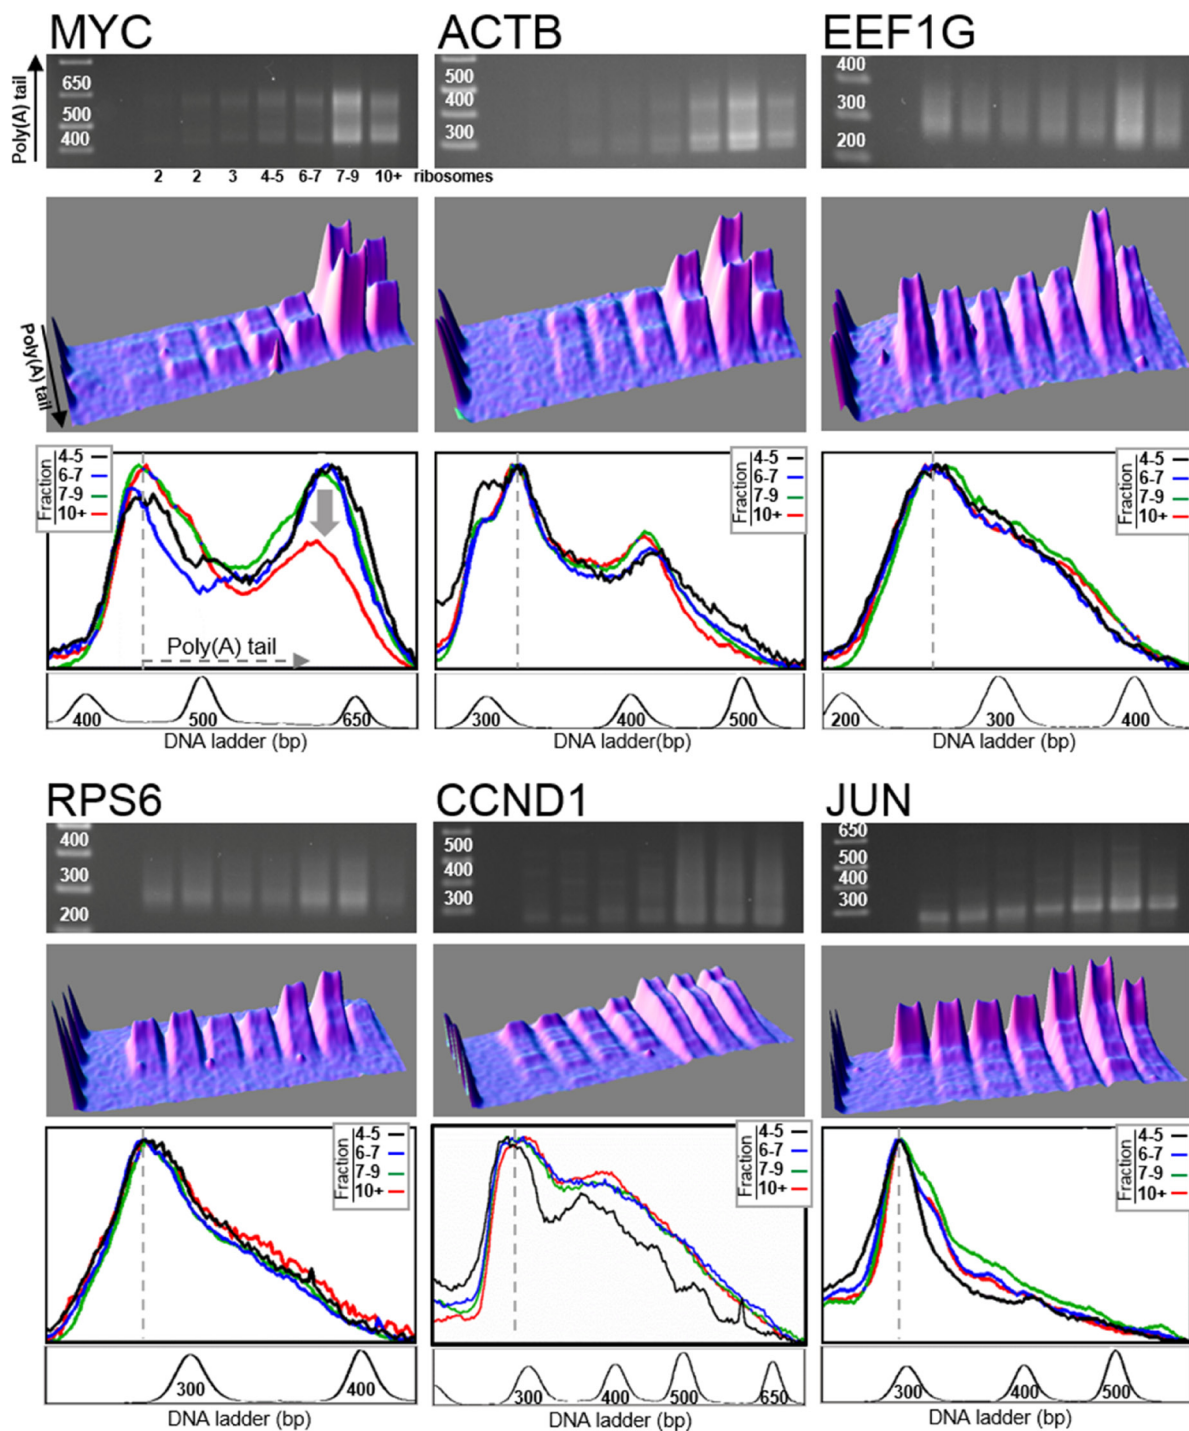 MYC
ACTB
EEF1G
Poly(A) tail
650
500
400
500
400
300
400
300
200
2 2 3 4-5 6-7 7-9 10+ ribosomes
Poly(A) tail
Fraction
4-5
6-7
7-9
10+
Poly(A) tail
400 500 650
DNA ladder (bp)
Fraction
4-5
6-7
7-9
10+
300 400 500
DNA ladder(bp)
Fraction
4-5
6-7
7-9
10+
200 300 400
DNA ladder (bp)
RPS6
CCND1
JUN
400
300
200
500
400
300
650
500
400
300
Fraction
4-5
6-7
7-9
10+
300 400
DNA ladder (bp)
Fraction
4-5
6-7
7-9
10+
300 400 500 650
DNA ladder (bp)
Fraction
4-5
6-7
7-9
10+
300 400 500
DNA ladder (bp)